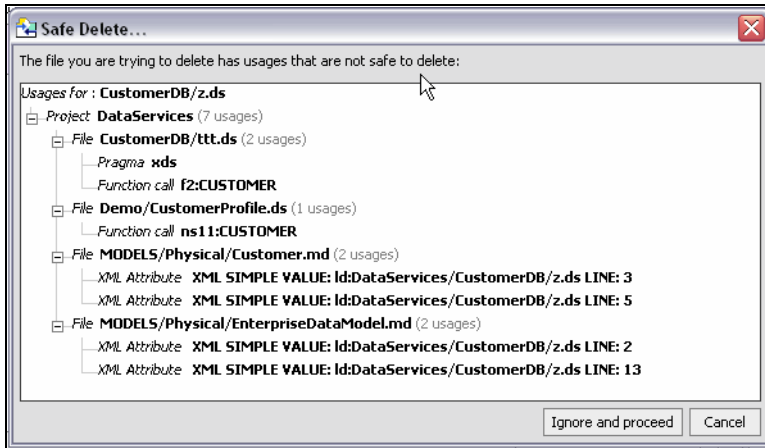 Safe Delete...
The file you are trying to delete has usages that are not safe to delete:
Usages for : CustomerDB/z.ds
Project DataServices (7 usages)
File CustomerDB/ttt.ds (2 usages)
Pragma xds
Function call f2:CUSTOMER
File Demo/CustomerProfile.ds (1 usages)
Function call ns11:CUSTOMER
File MODELS/Physical/Customer.md (2 usages)
XML Attribute XML SIMPLE VALUE: ld:DataServices/CustomerDB/z.ds LINE: 3
XML Attribute XML SIMPLE VALUE: ld:DataServices/CustomerDB/z.ds LINE: 5
File MODELS/Physical/EnterpriseDataModel.md (2 usages)
XML Attribute XML SIMPLE VALUE: ld:DataServices/CustomerDB/z.ds LINE: 2
XML Attribute XML SIMPLE VALUE: ld:DataServices/CustomerDB/z.ds LINE: 13
Ignore and proceed Cancel